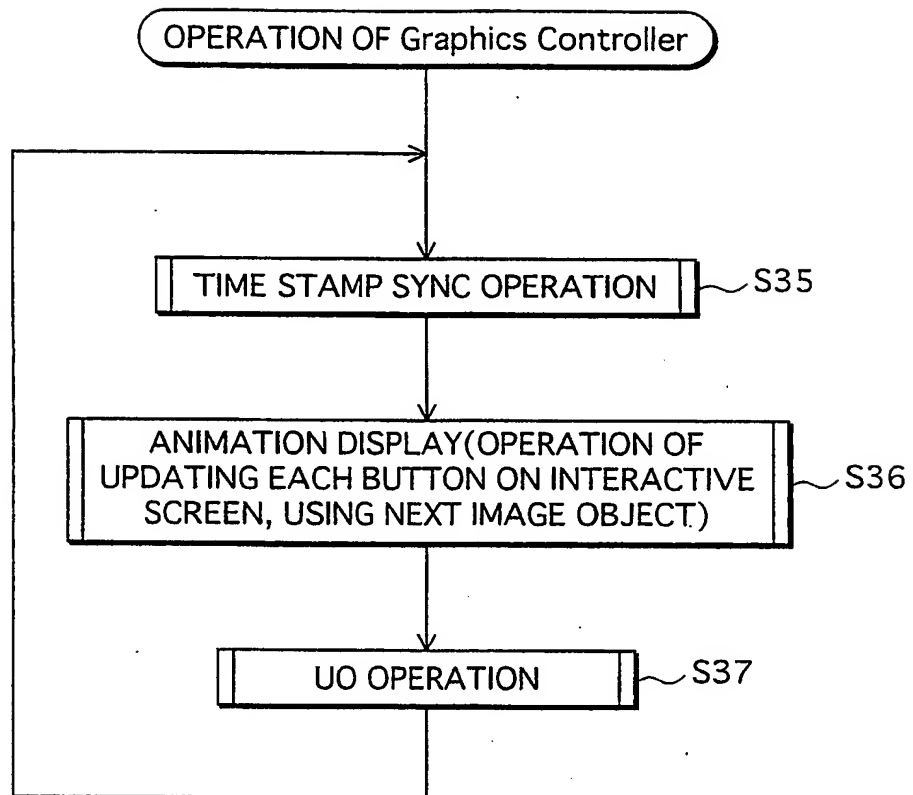 OPERATION OF Graphics Controller
TIME STAMP SYNC OPERATION
S35
ANIMATION DISPLAY(OPERATION OF
UPDATING EACH BUTTON ON INTERACTIVE
SCREEN, USING NEXT IMAGE OBJECT)
S36
UO OPERATION
S37